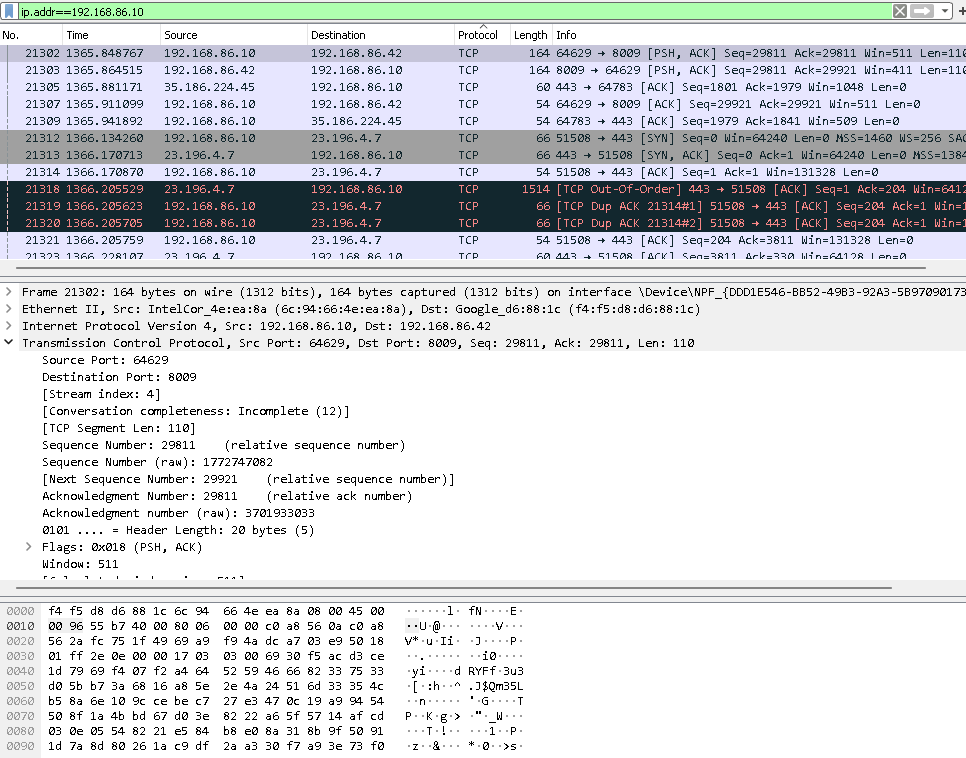 ip.addr==192.168.86.10
No. Time Source Destination Protocol Length Info
21302 1365.848767 192.168.86.10 192.168.86.42 TCP 164 64629 → 8009 [PSH, ACK] Seq=29811 Ack=29811 Win=511 Len=110
21303 1365.864515 192.168.86.42 192.168.86.10 TCP 164 8009 → 64629 [PSH, ACK] Seq=29811 Ack=29921 Win=411 Len=110
21305 1365.881171 35.186.224.45 192.168.86.10 TCP 60 443 → 64783 [ACK] Seq=1801 Ack=1979 Win=1048 Len=0
21307 1365.911099 192.168.86.10 192.168.86.42 TCP 54 64629 → 8009 [ACK] Seq=29921 Ack=29921 Win=511 Len=0
21309 1365.941892 192.168.86.10 35.186.224.45 TCP 54 64783 → 443 [ACK] Seq=1979 Ack=1841 Win=509 Len=0
21312 1366.134260 192.168.86.10 23.196.4.7 TCP 66 51508 → 443 [SYN] Seq=0 Win=64240 Len=0 MSS=1460 WS=256 SAC
21313 1366.170713 23.196.4.7 192.168.86.10 TCP 66 443 → 51508 [SYN, ACK] Seq=0 Ack=1 Win=64240 Len=0 MSS=1384
21314 1366.170870 192.168.86.10 23.196.4.7 TCP 54 51508 → 443 [ACK] Seq=1 Ack=1 Win=131328 Len=0
21318 1366.205529 23.196.4.7 192.168.86.10 TCP 1514 [TCP Out-Of-Order] 443 → 51508 [ACK] Seq=1 Ack=204 Win=6412
21319 1366.205623 192.168.86.10 23.196.4.7 TCP 66 [TCP Dup ACK 21314#1] 51508 → 443 [ACK] Seq=204 Ack=1 Win=1
21320 1366.205705 192.168.86.10 23.196.4.7 TCP 66 [TCP Dup ACK 21314#2] 51508 → 443 [ACK] Seq=204 Ack=1 Win=1
21321 1366.205759 192.168.86.10 23.196.4.7 TCP 54 51508 → 443 [ACK] Seq=204 Ack=3811 Win=131328 Len=0
21323 1366.228107 23.196.4.7 192.168.86.10 TCP 60 443 → 51508 [ACK] Seq=3811 Ack=330 Win=64128 Len=0
Frame 21302: 164 bytes on wire (1312 bits), 164 bytes captured (1312 bits) on interface \Device\NPF_{DDD1E546-BB52-49B3-92A3-5B97090173
Ethernet II, Src: IntelCor_4e:ea:8a (6c:94:66:4e:ea:8a), Dst: Google_d6:88:1c (f4:f5:d8:d6:88:1c)
Internet Protocol Version 4, Src: 192.168.86.10, Dst: 192.168.86.42
Transmission Control Protocol, Src Port: 64629, Dst Port: 8009, Seq: 29811, Ack: 29811, Len: 110
Source Port: 64629
Destination Port: 8009
[Stream index: 4]
[Conversation completeness: Incomplete (12)]
[TCP Segment Len: 110]
Sequence Number: 29811 (relative sequence number)
Sequence Number (raw): 1772747082
[Next Sequence Number: 29921 (relative sequence number)]
Acknowledgment Number: 29811 (relative ack number)
Acknowledgment number (raw): 3701933033
0101 .... = Header Length: 20 bytes (5)
Flags: 0x018 (PSH, ACK)
Window: 511
0000 f4 f5 d8 d6 88 1c 6c 94 66 4e ea 8a 08 00 45 00 ······l· fN····E·
0010 00 96 55 b7 40 00 80 06 00 00 c0 a8 56 0a c0 a8 ··U·@··· ····V···
0020 56 2a fc 75 1f 49 69 a9 f9 4a dc a7 03 e9 50 18 V*·u·Ii· ·J····P·
0030 01 ff 2e 0e 00 00 17 03 03 00 69 30 f5 ac d3 ce ··.····· ··i0····
0040 1d 79 69 f4 07 f2 a4 64 52 59 46 66 82 33 75 33 ·yi····d RYFf·3u3
0050 d0 5b b7 3a 68 16 a8 5e 2e 4a 24 51 6d 33 35 4c ·[·:h··^ .J$Qm35L
0060 b5 8a 6e 10 9c ce be c7 27 e3 47 0c 19 a9 94 54 ··n····· '·G····T
0070 50 8f 1a 4b bd 67 d0 3e 82 22 a6 5f 57 14 af cd P··K·g·> ·"·_W···
0080 03 0e 05 54 82 21 e5 84 b8 e0 8a 31 8b 9f 50 91 ···T·!·· ···1··P·
0090 1d 7a 8d 80 26 1a c9 df 2a a3 30 f7 a9 3e 73 f0 ·z··&··· *·0··>s·